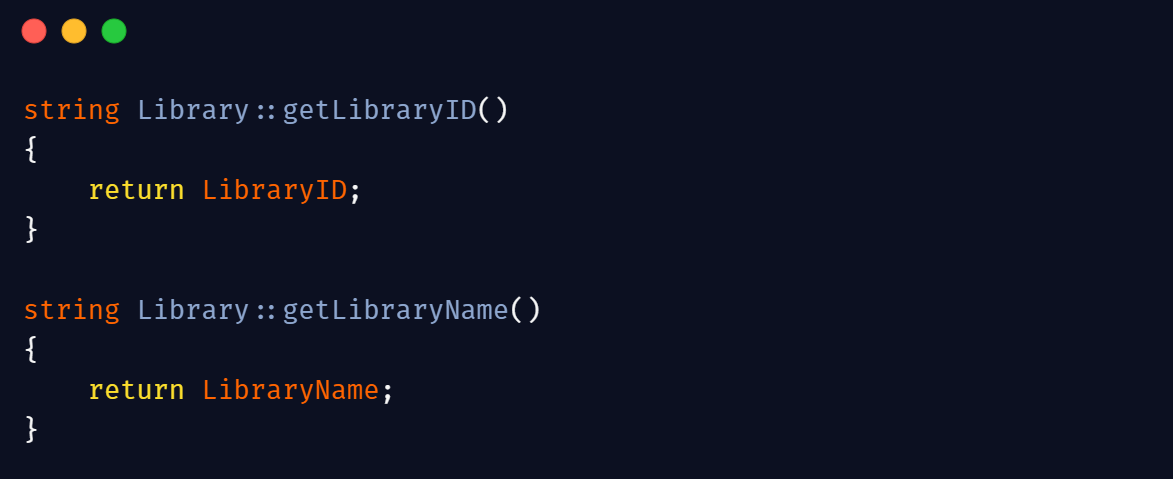 string Library::getLibraryID()
{
    return LibraryID;
}
string Library::getLibraryName()
{
    return LibraryName;
}